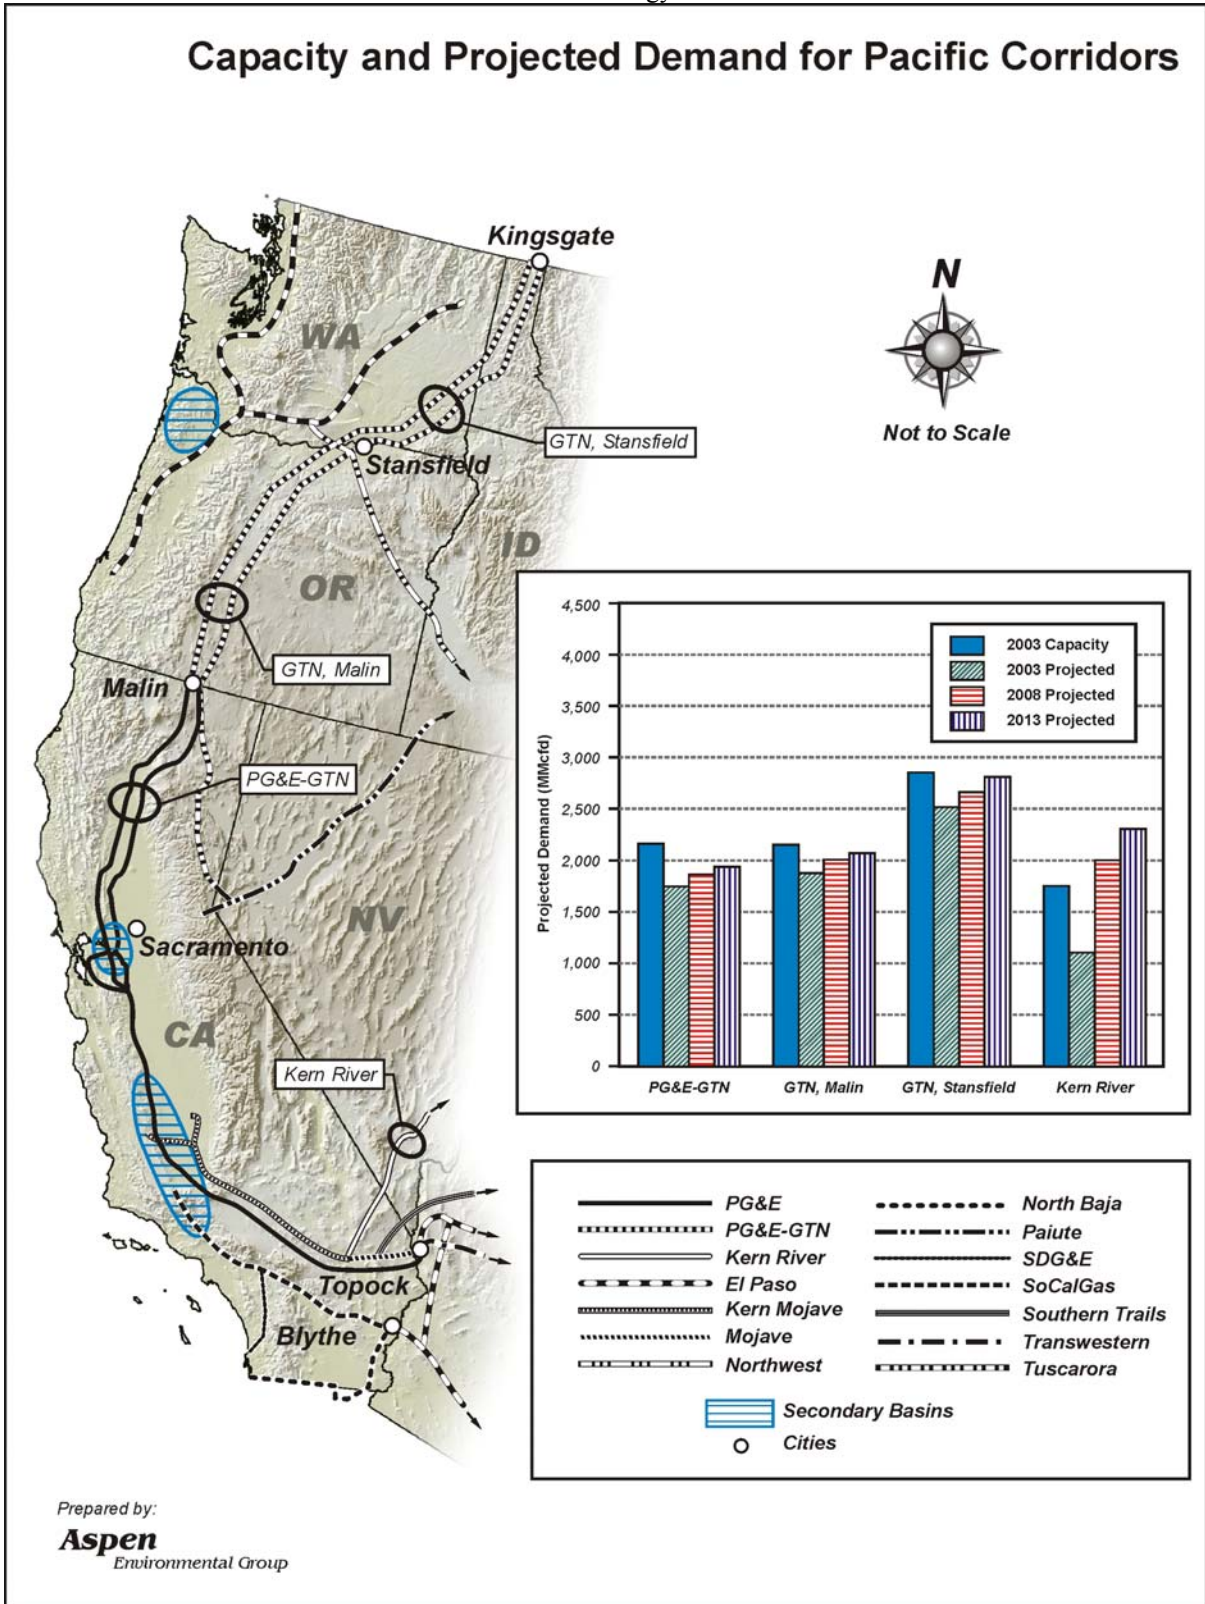 Capacity and Projected Demand for Pacific Corridors
Kingsgate
N
WA
Not to Scale
GTN, Stansfield
Stansfield
ID
OR
GTN, Malin
Malin
PG&E-GTN
NV
Sacramento
CA
Kern River
Topock
Blythe
Projected Demand (MMcfd)
4,500
4,000
3,500
3,000
2,500
2,000
1,500
1,000
500
0
2003 Capacity
2003 Projected
2008 Projected
2013 Projected
PG&E-GTN
GTN, Malin
GTN, Stansfield
Kern River
PG&E
PG&E-GTN
Kern River
El Paso
Kern Mojave
Mojave
Northwest
North Baja
Paiute
SDG&E
SoCalGas
Southern Trails
Transwestern
Tuscarora
Secondary Basins
Cities
Prepared by:
Aspen
Environmental Group